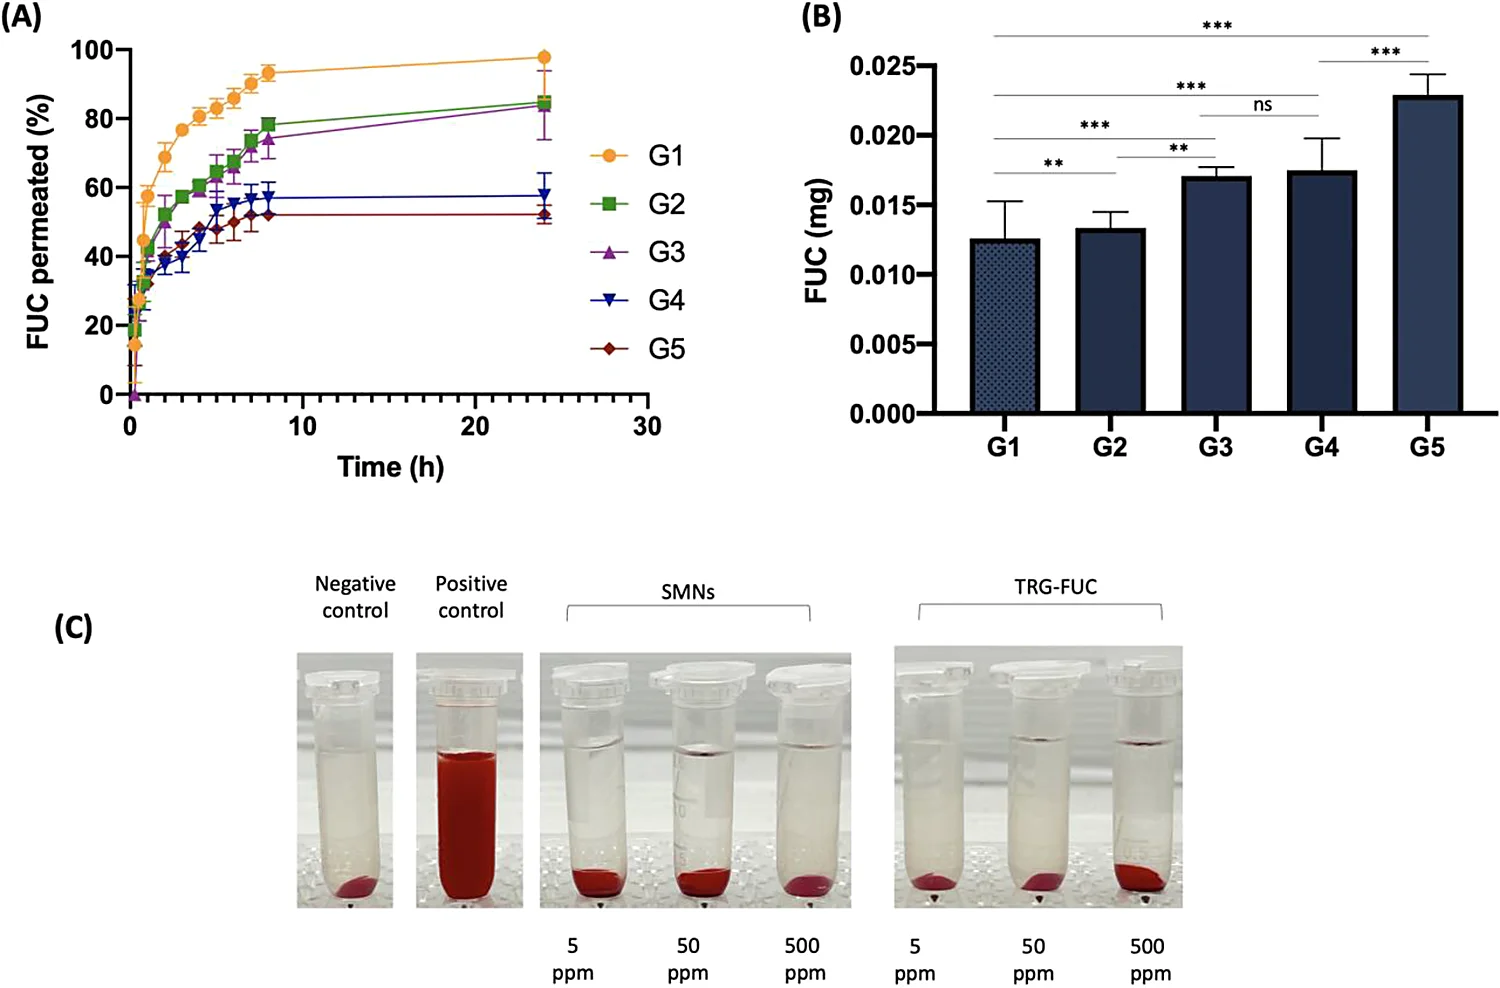 (A)
FUC permeated (%)
100
80
60
40
20
0
0 10 20 30
Time (h)
G1
G2
G3
G4
G5
(B)
FUC (mg)
0.025
0.020
0.015
0.010
0.005
0.000
***
***
***
ns
***
**
**
G1 G2 G3 G4 G5
(C)
Negative
control
Positive
control
SMNs
TRG-FUC
5 50 500 5 50 500
ppm ppm ppm ppm ppm ppm